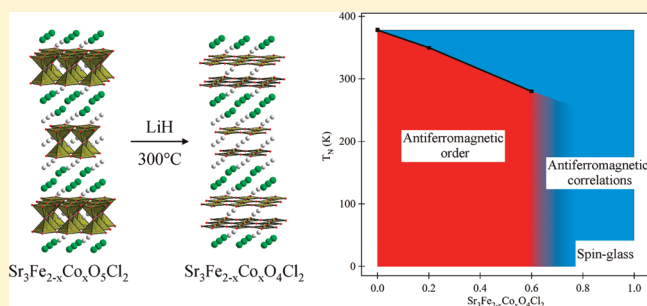 LiH
300°C
Sr₃Fe₂₋ₓCoₓO₅Cl₂
Sr₃Fe₂₋ₓCoₓO₄Cl₂
T_N (K)
400
300
200
100
0
Antiferromagnetic
order
Antiferromagnetic
correlations
Spin-glass
0.0
0.2
0.4
0.6
0.8
1.0
Sr₃Fe₂₋ₓCoₓO₄Cl₂